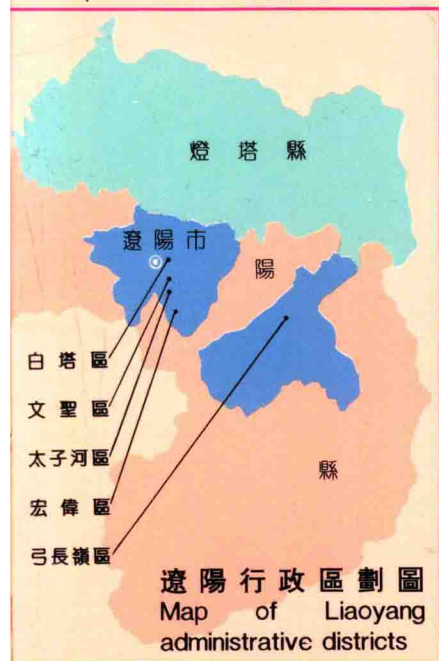 燈塔縣
遼陽市
陽
白塔區
文聖區
太子河區
宏偉區
弓長嶺區
縣
遼陽行政區劃圖
Map of Liaoyang
administrative districts